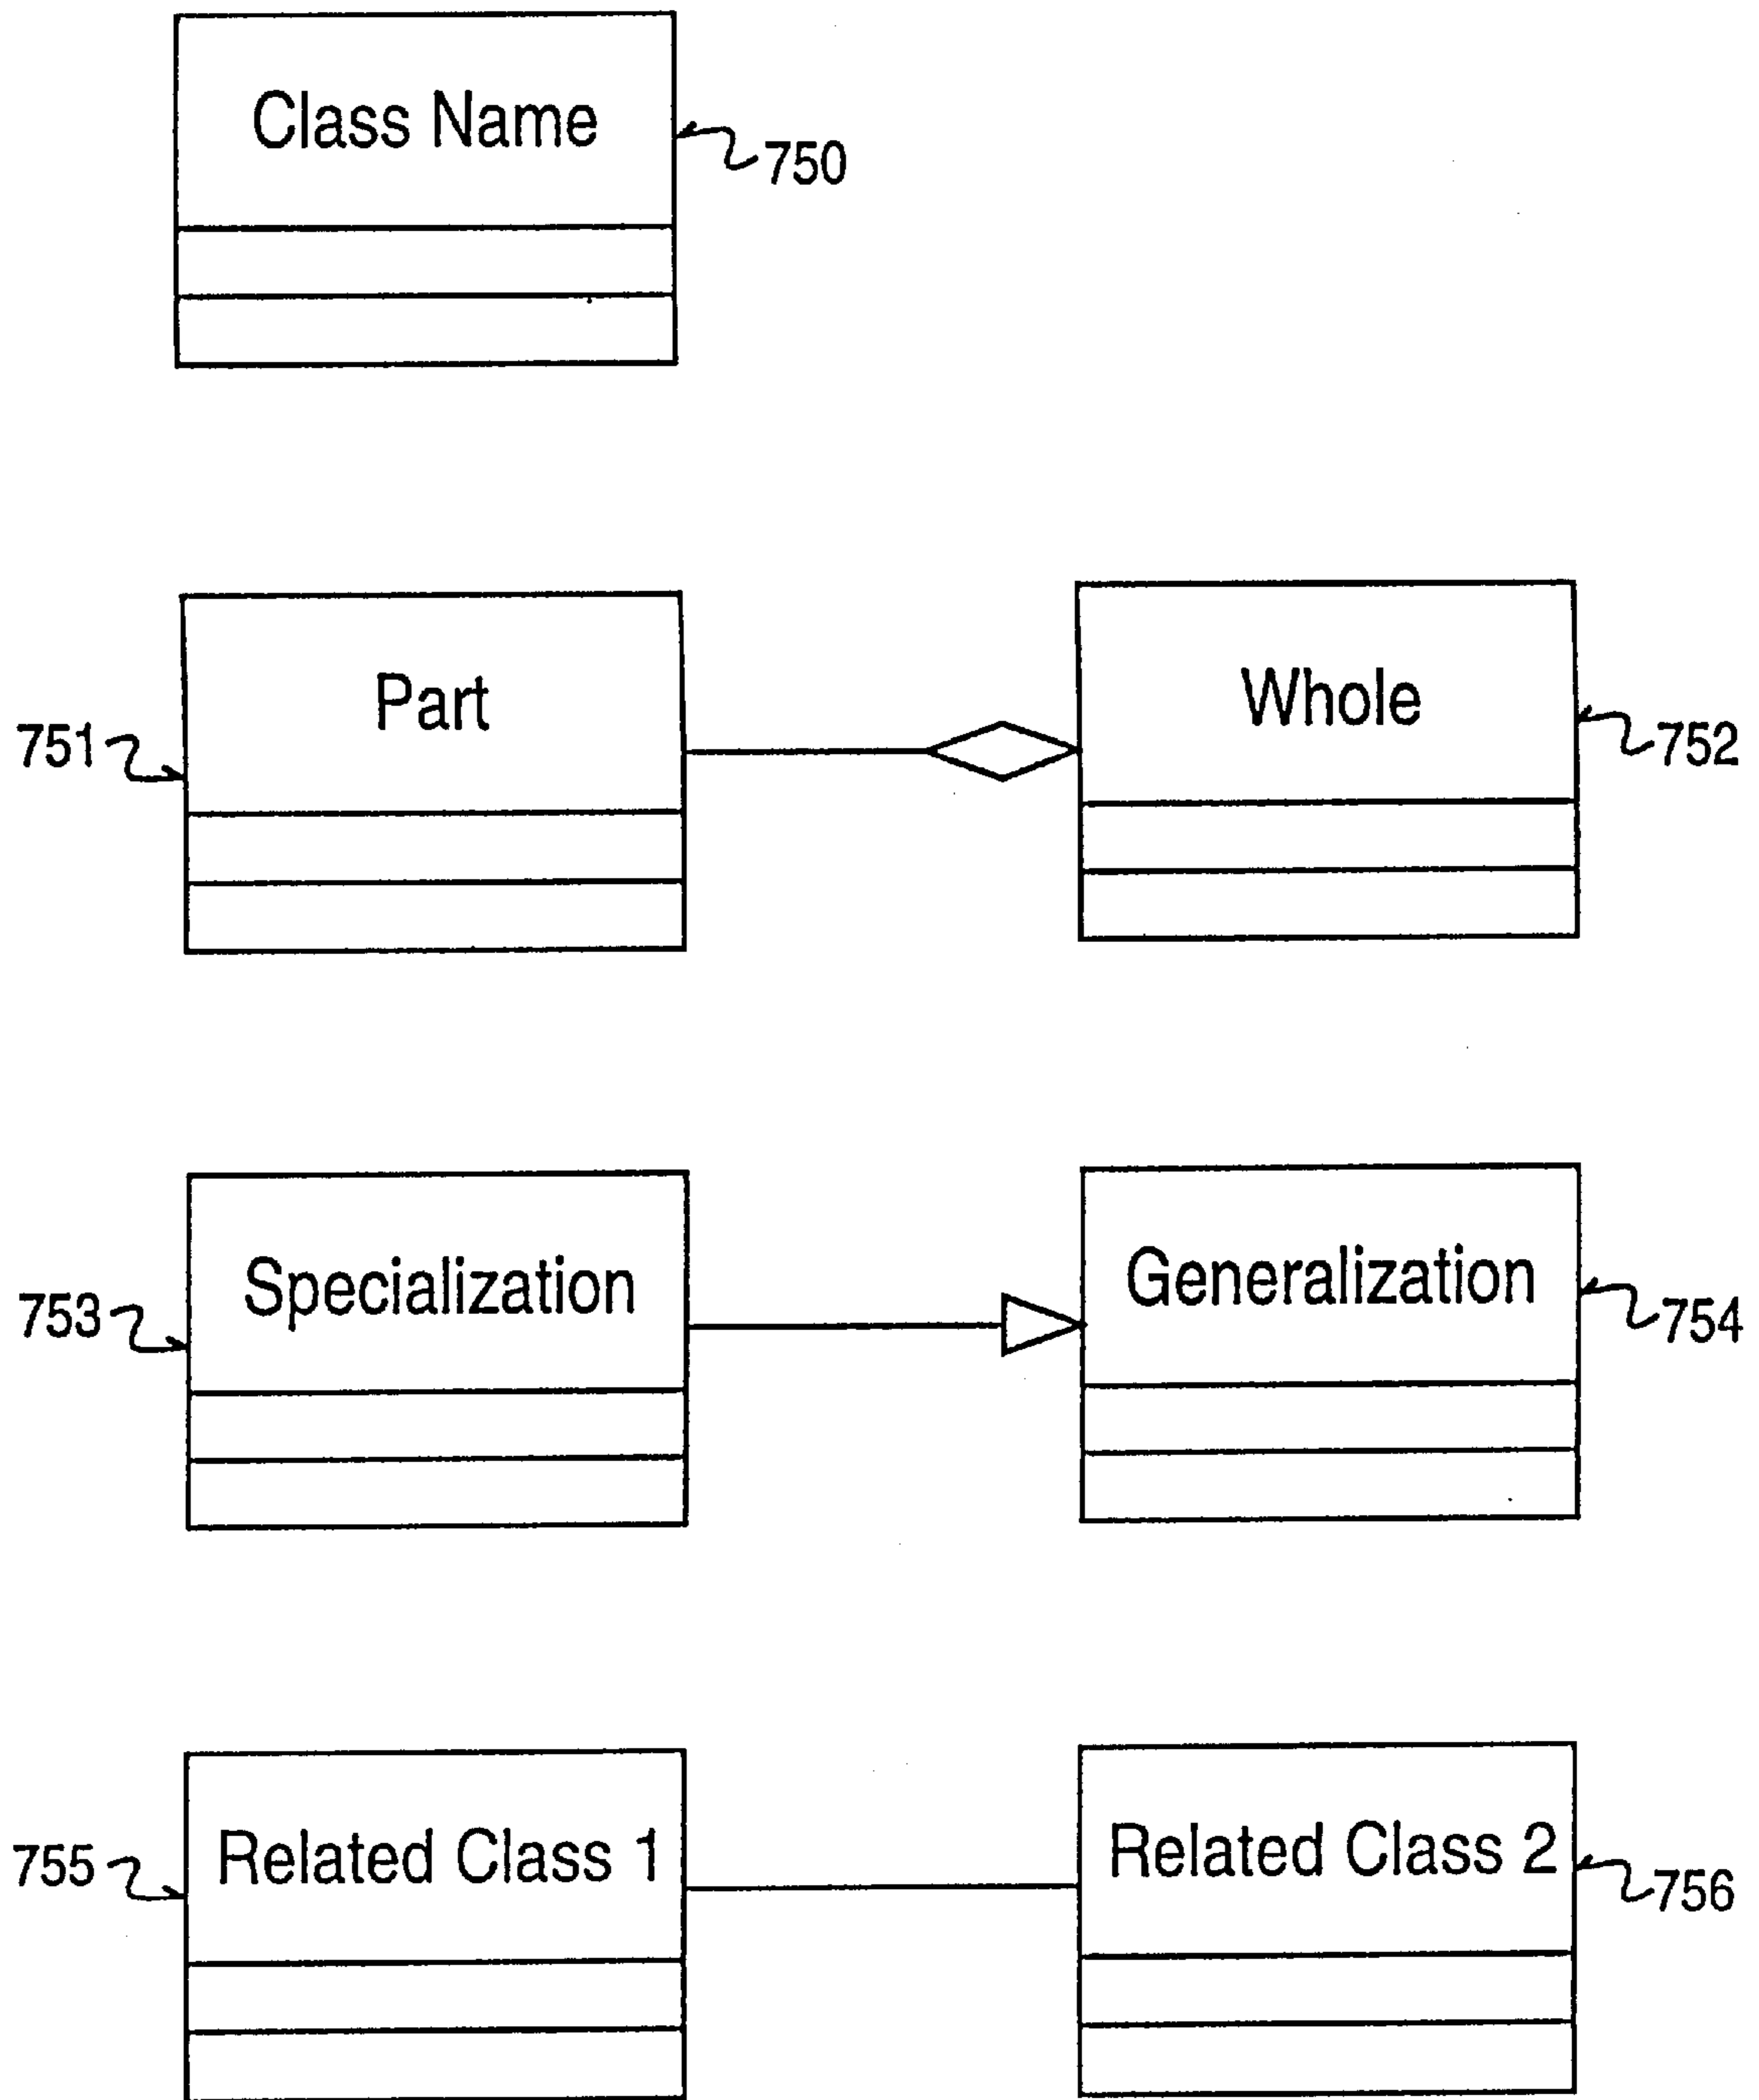 Class Name
750
Part
Whole
751
752
Specialization
Generalization
753
754
Related Class 1
Related Class 2
755
756